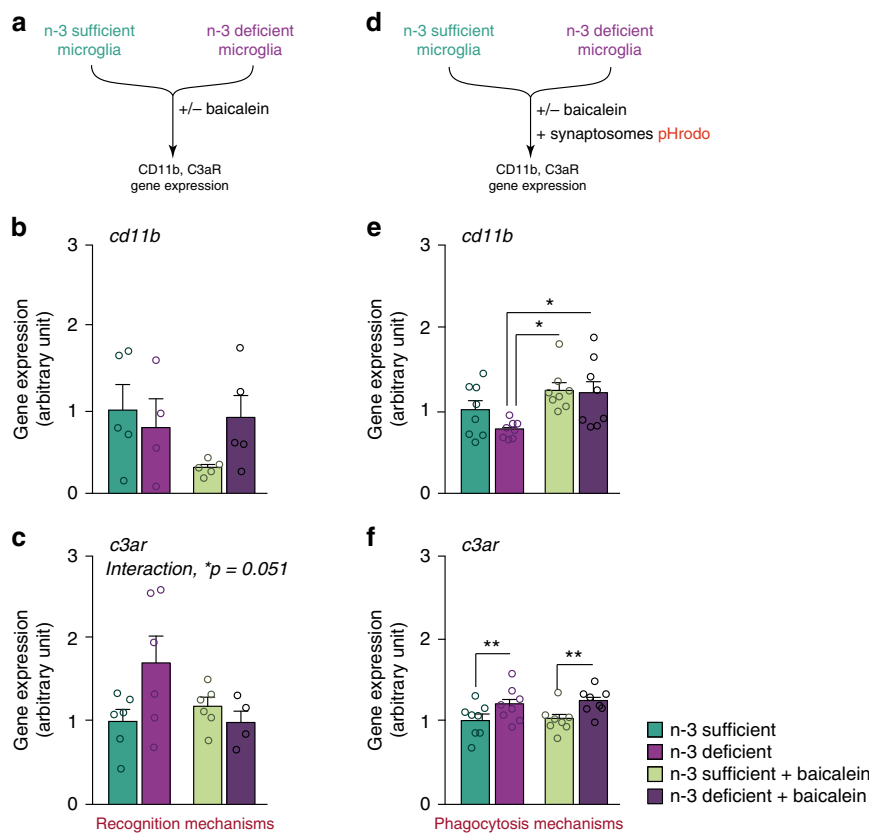 a
n-3 sufficient
microglia
n-3 deficient
microglia
+/– baicalein
CD11b, C3aR
gene expression
d
n-3 sufficient
microglia
n-3 deficient
microglia
+/– baicalein
+ synaptosomes pHrodo
CD11b, C3aR
gene expression
b
cd11b
Gene expression
(arbitrary unit)
3
2
1
0
e
cd11b
Gene expression
(arbitrary unit)
3
2
1
0
*
*
c
c3ar
Interaction, *p = 0.051
Gene expression
(arbitrary unit)
3
2
1
0
Recognition mechanisms
f
c3ar
Gene expression
(arbitrary unit)
3
2
1
0
**
**
Phagocytosis mechanisms
n-3 sufficient
n-3 deficient
n-3 sufficient + baicalein
n-3 deficient + baicalein